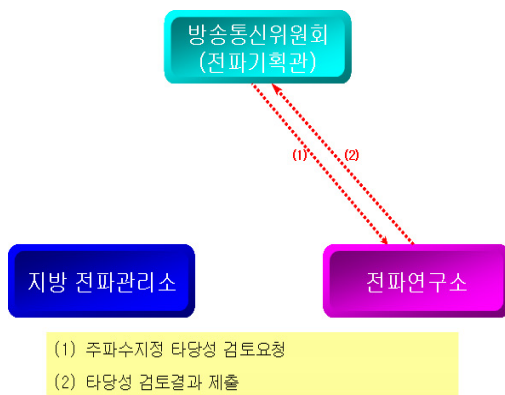 방송통신위원회
(전파기획관)
(1)
(2)
지방 전파관리소
전파연구소
(1) 주파수지정 타당성 검토요청
(2) 타당성 검토결과 제출